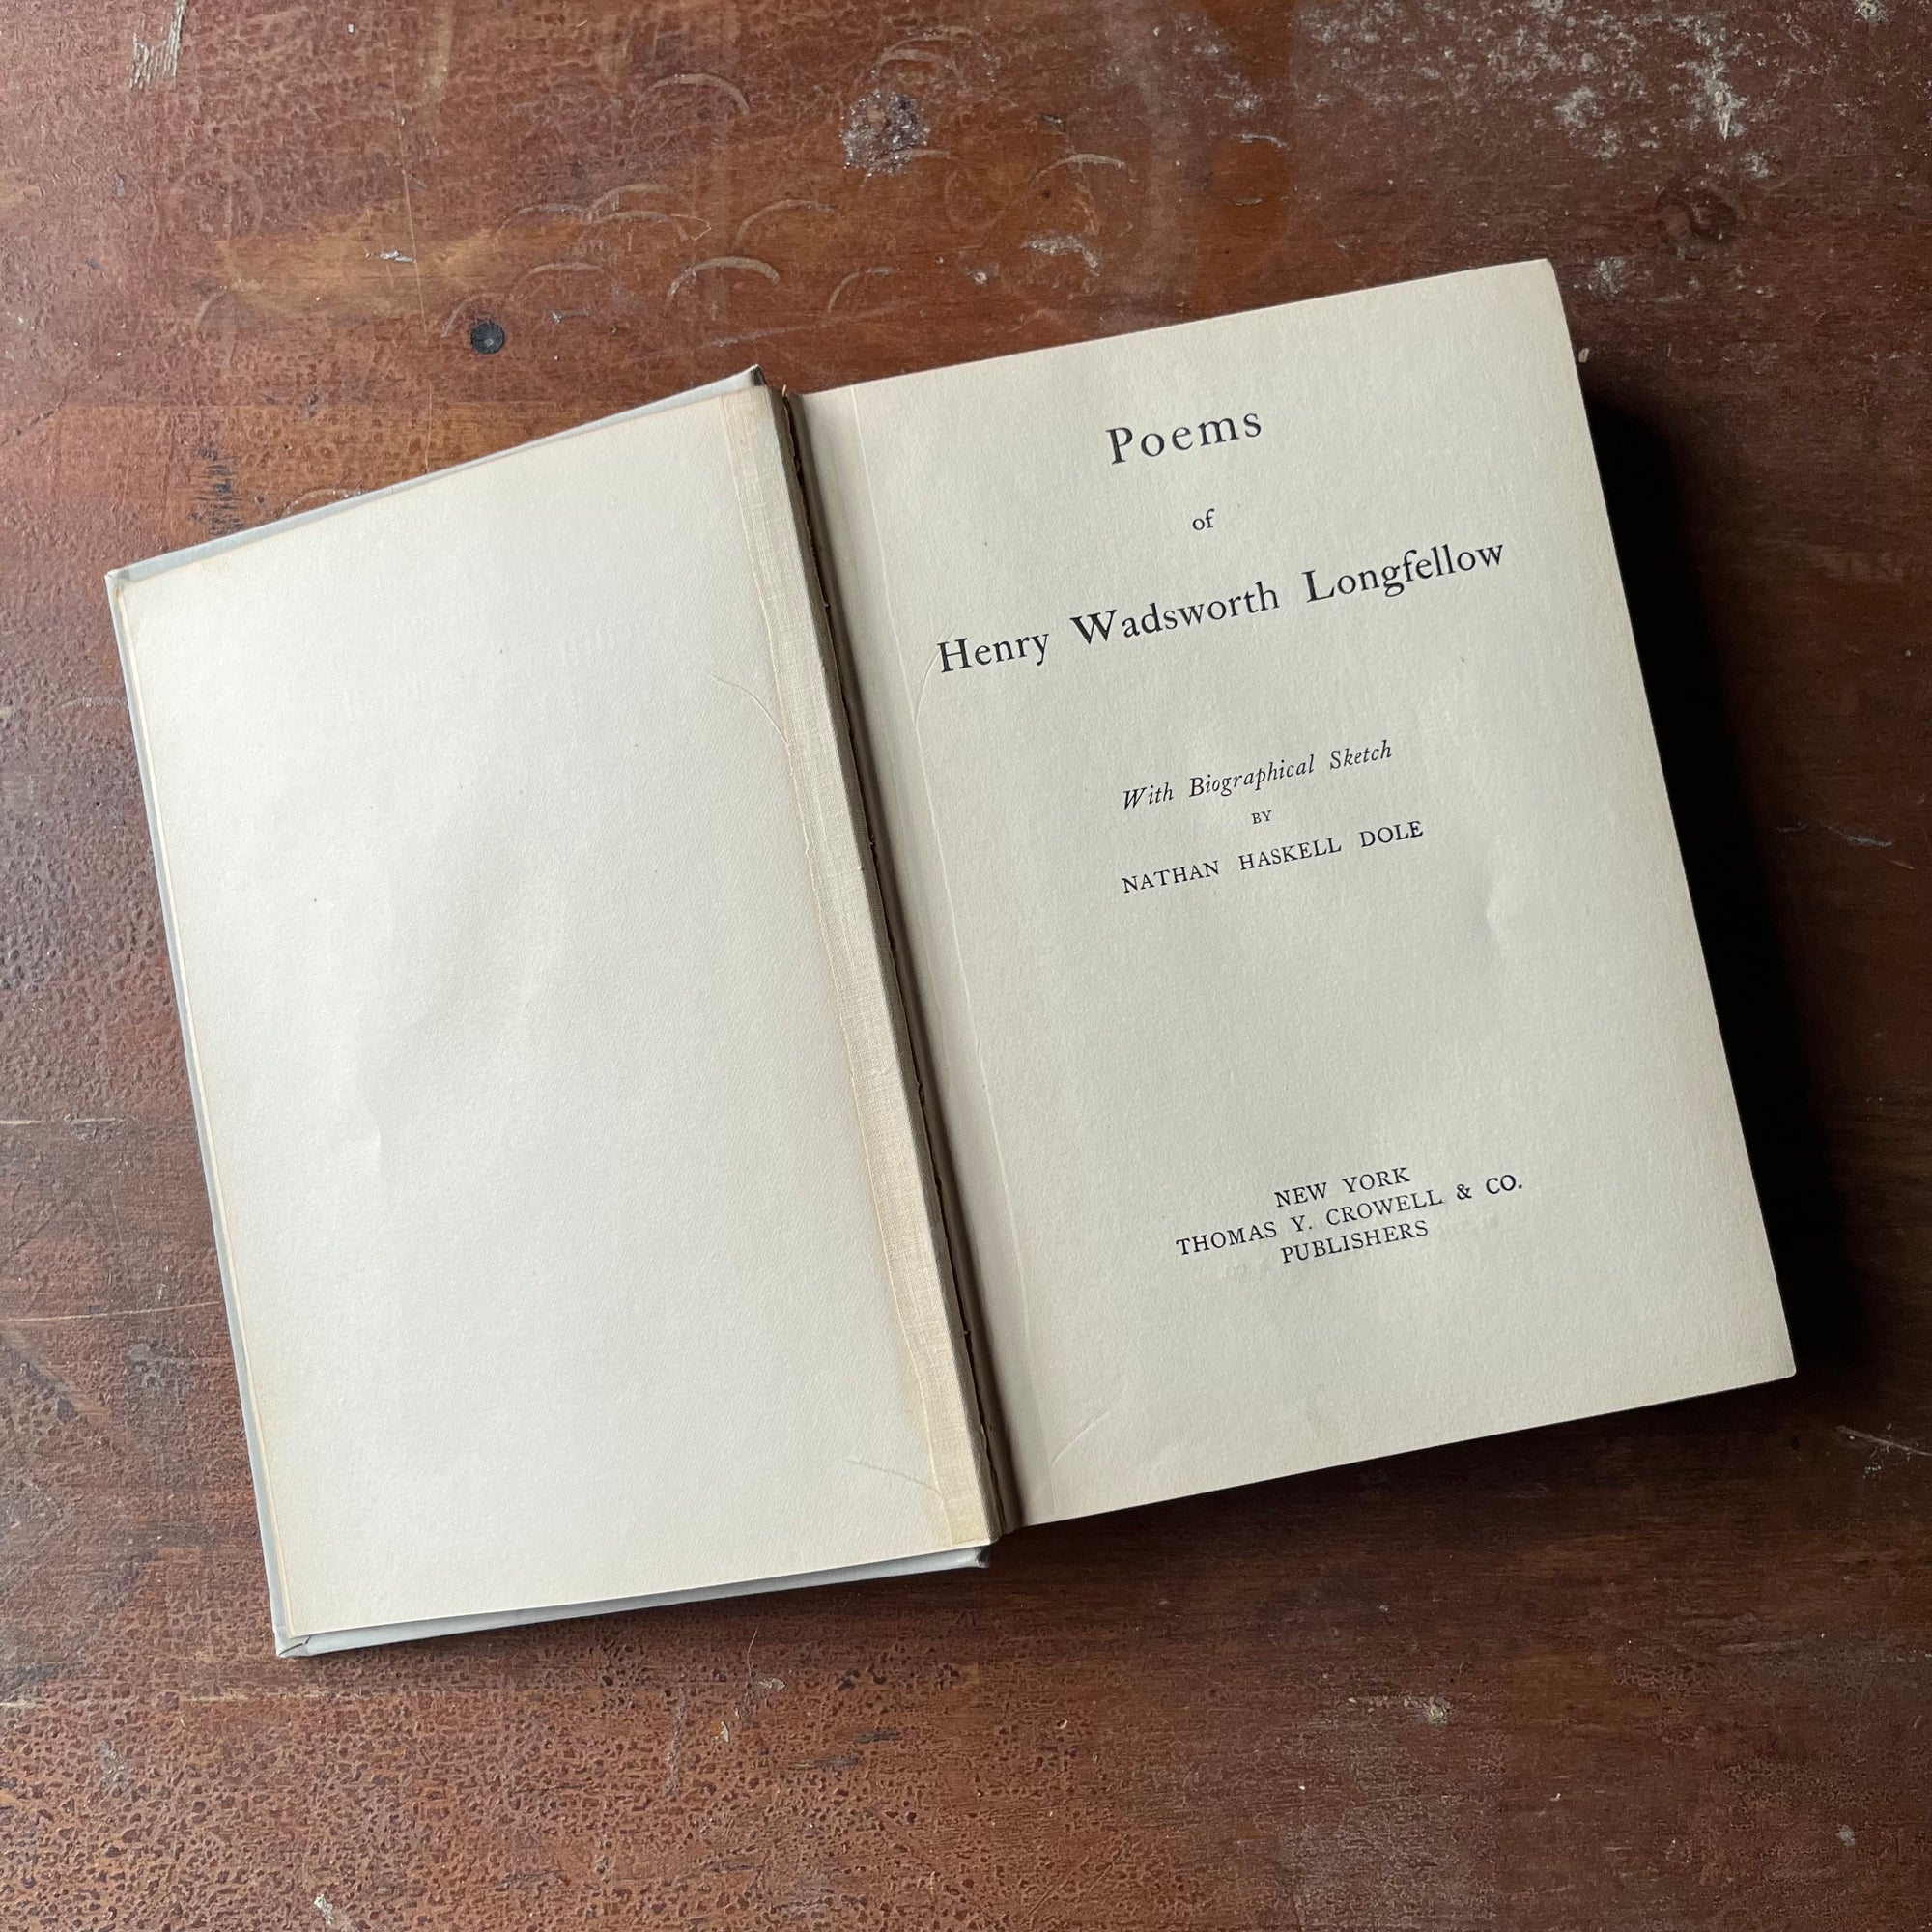 Poems
of
Henry Wadsworth Longfellow
With Biographical Sketch
BY
NATHAN HASKELL DOLE
NEW YORK
THOMAS Y. CROWELL & CO.
PUBLISHERS